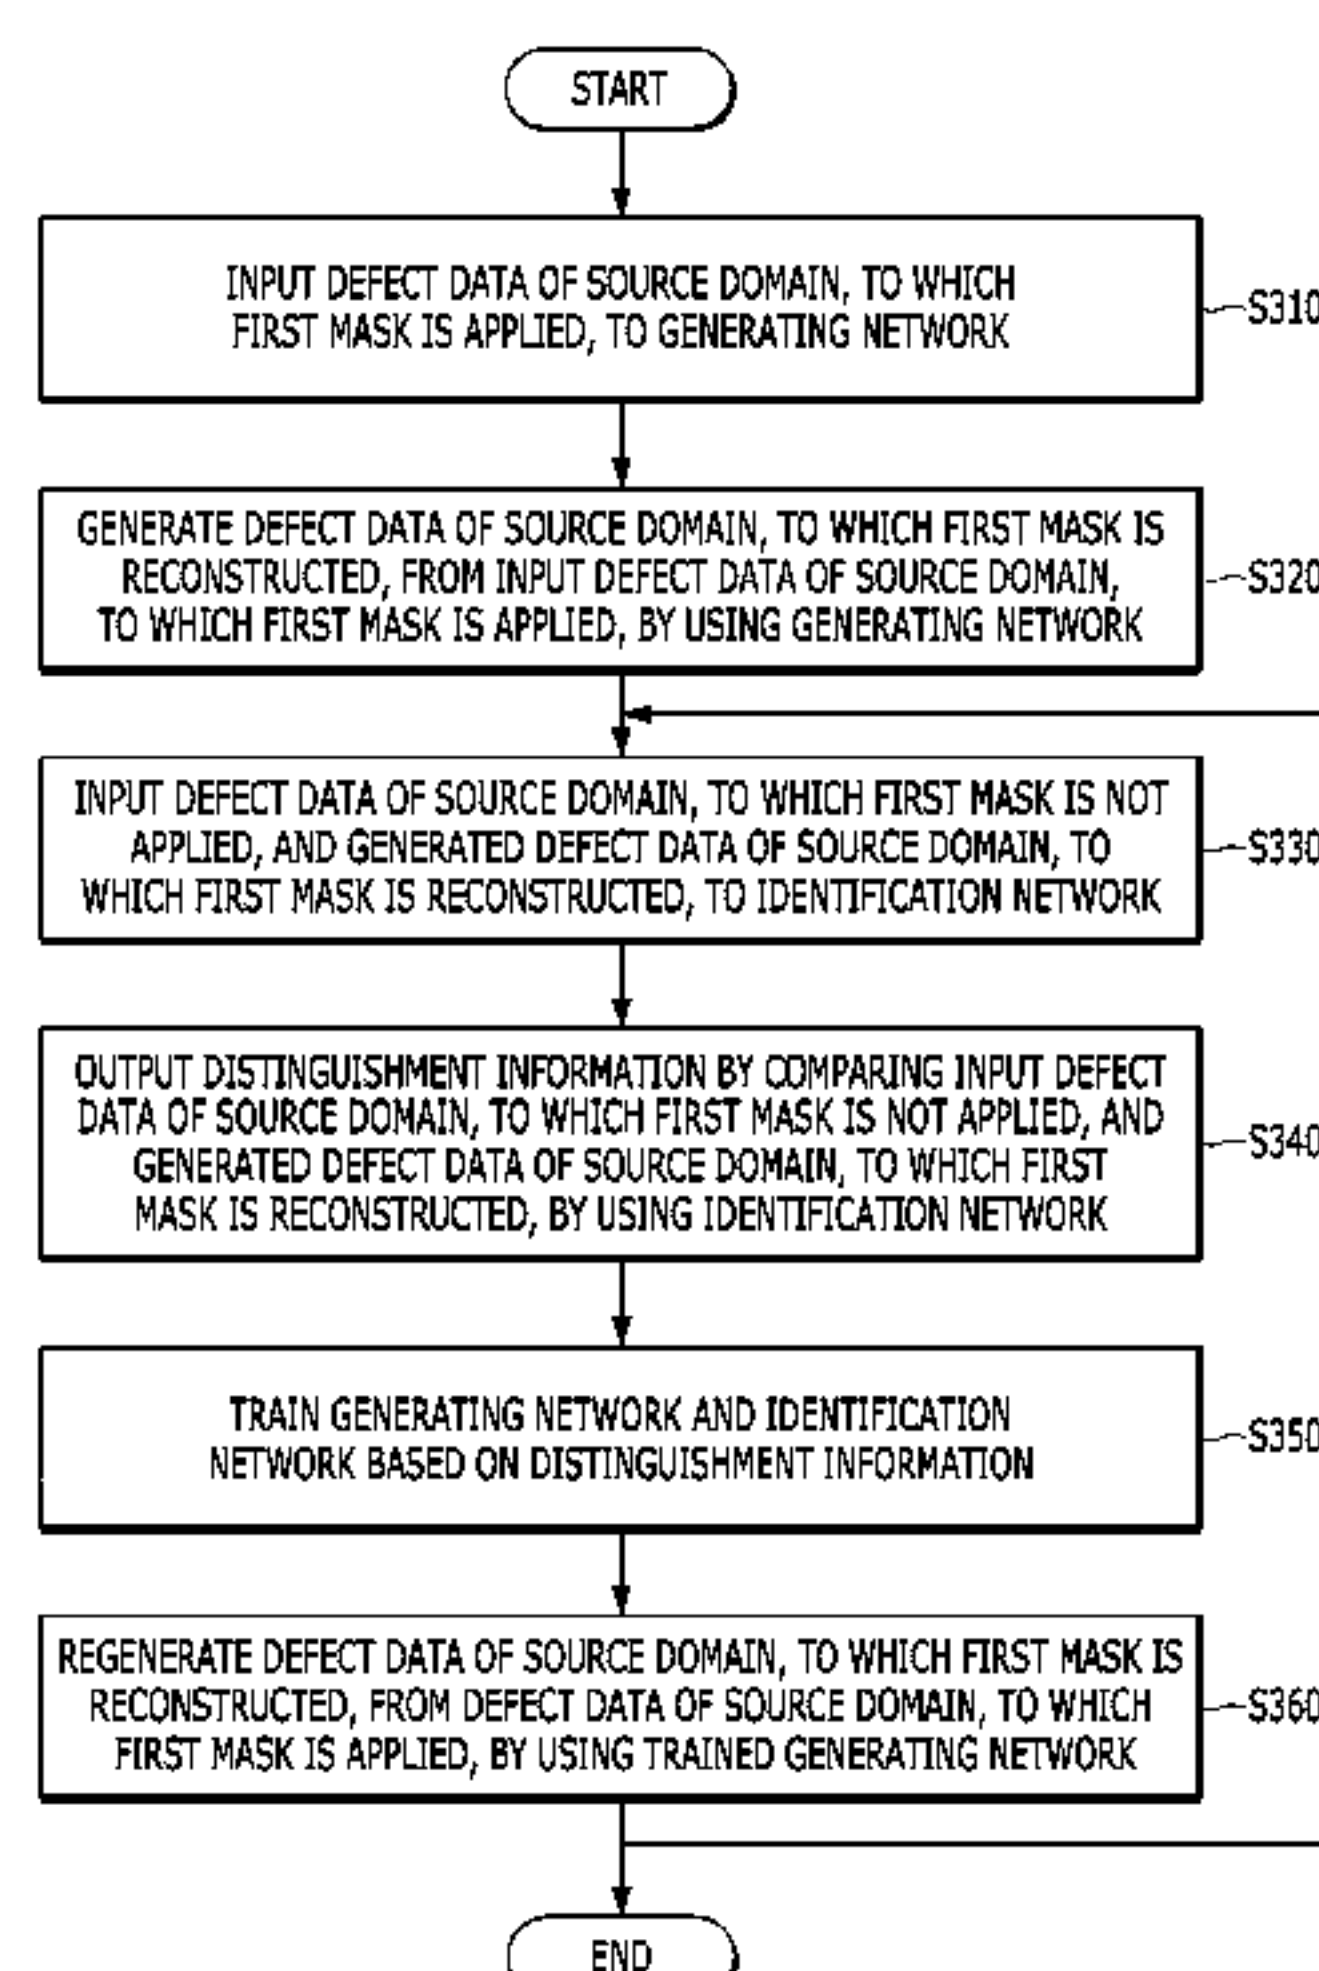 START
INPUT DEFECT DATA OF SOURCE DOMAIN, TO WHICH
FIRST MASK IS APPLIED, TO GENERATING NETWORK
S310
GENERATE DEFECT DATA OF SOURCE DOMAIN, TO WHICH FIRST MASK IS
RECONSTRUCTED, FROM INPUT DEFECT DATA OF SOURCE DOMAIN,
TO WHICH FIRST MASK IS APPLIED, BY USING GENERATING NETWORK
S320
INPUT DEFECT DATA OF SOURCE DOMAIN, TO WHICH FIRST MASK IS NOT
APPLIED, AND GENERATED DEFECT DATA OF SOURCE DOMAIN, TO
WHICH FIRST MASK IS RECONSTRUCTED, TO IDENTIFICATION NETWORK
S330
OUTPUT DISTINGUISHMENT INFORMATION BY COMPARING INPUT DEFECT
DATA OF SOURCE DOMAIN, TO WHICH FIRST MASK IS NOT APPLIED, AND
GENERATED DEFECT DATA OF SOURCE DOMAIN, TO WHICH FIRST
MASK IS RECONSTRUCTED, BY USING IDENTIFICATION NETWORK
S340
TRAIN GENERATING NETWORK AND IDENTIFICATION
NETWORK BASED ON DISTINGUISHMENT INFORMATION
S350
REGENERATE DEFECT DATA OF SOURCE DOMAIN, TO WHICH FIRST MASK IS
RECONSTRUCTED, FROM DEFECT DATA OF SOURCE DOMAIN, TO WHICH
FIRST MASK IS APPLIED, BY USING TRAINED GENERATING NETWORK
S360
END